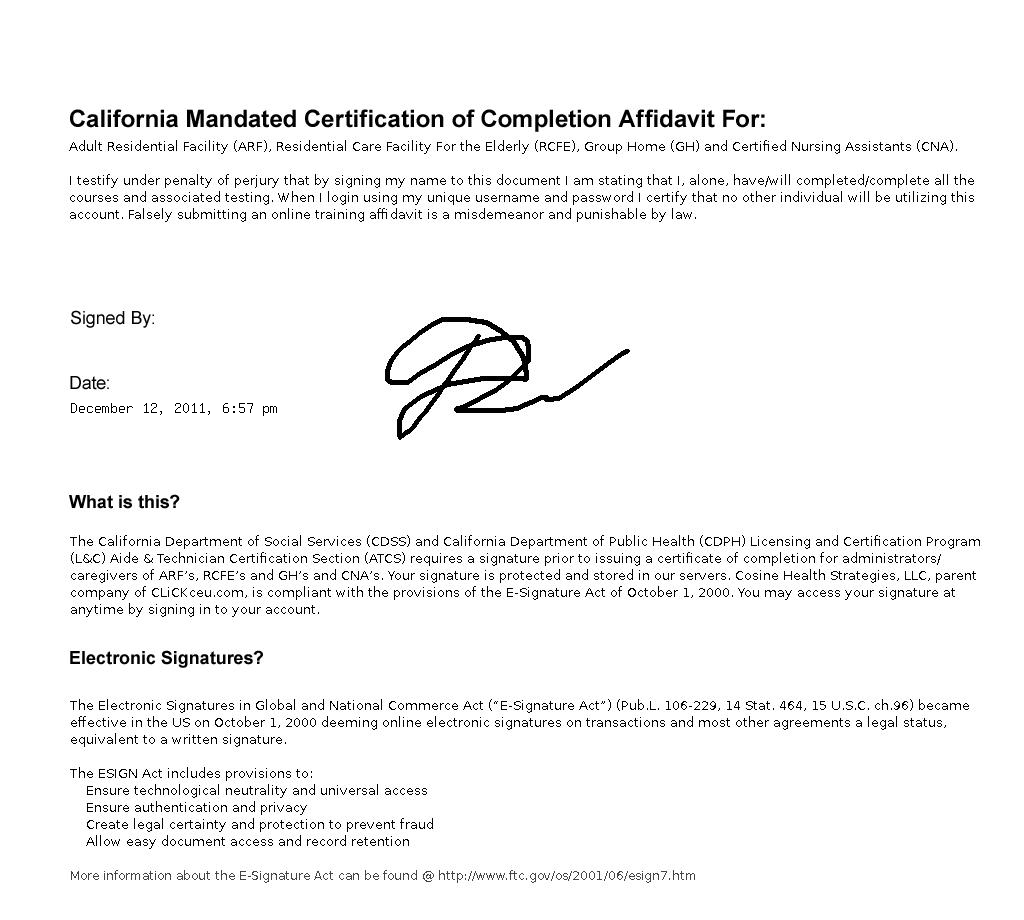 California Mandated Certification of Completion Affidavit For:
Adult Residential Facility (ARF), Residential Care Facility For the Elderly (RCFE), Group Home (GH) and Certified Nursing Assistants (CNA).
I testify under penalty of perjury that by signing my name to this document I am stating that I, alone, have/will completed/complete all the
courses and associated testing. When I login using my unique username and password I certify that no other individual will be utilizing this
account. Falsely submitting an online training affidavit is a misdemeanor and punishable by law.
Signed By:
Date:
December 12, 2011, 6:57 pm
What is this?
The California Department of Social Services (CDSS) and California Department of Public Health (CDPH) Licensing and Certification Program
(L&C) Aide & Technician Certification Section (ATCS) requires a signature prior to issuing a certificate of completion for administrators/
caregivers of ARF's, RCFE's and GH's and CNA's. Your signature is protected and stored in our servers. Cosine Health Strategies, LLC, parent
company of CLiCKceu.com, is compliant with the provisions of the E-Signature Act of October 1, 2000. You may access your signature at
anytime by signing in to your account.
Electronic Signatures?
The Electronic Signatures in Global and National Commerce Act (“E-Signature Act”) (Pub.L. 106-229, 14 Stat. 464, 15 U.S.C. ch.96) became
effective in the US on October 1, 2000 deeming online electronic signatures on transactions and most other agreements a legal status,
equivalent to a written signature.
The ESIGN Act includes provisions to:
Ensure technological neutrality and universal access
Ensure authentication and privacy
Create legal certainty and protection to prevent fraud
Allow easy document access and record retention
More information about the E-Signature Act can be found @ http://www.ftc.gov/os/2001/06/esign7.htm